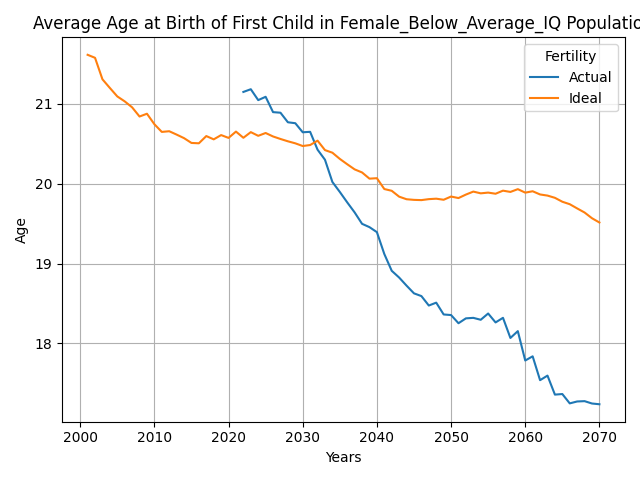 Average Age at Birth of First Child in Female_Below_Average_IQ Populatio
Fertility
Actual
Ideal
21
20
19
18
Age
2000 2010 2020 2030 2040 2050 2060 2070
Years